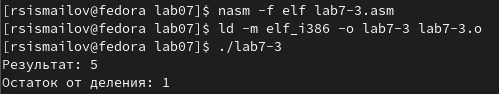 [rsismailov@fedora lab07]$ nasm -f elf lab7-3.asm
[rsismailov@fedora lab07]$ ld -m elf_i386 -o lab7-3 lab7-3.o
[rsismailov@fedora lab07]$ ./lab7-3
Результат: 5
Остаток от деления: 1